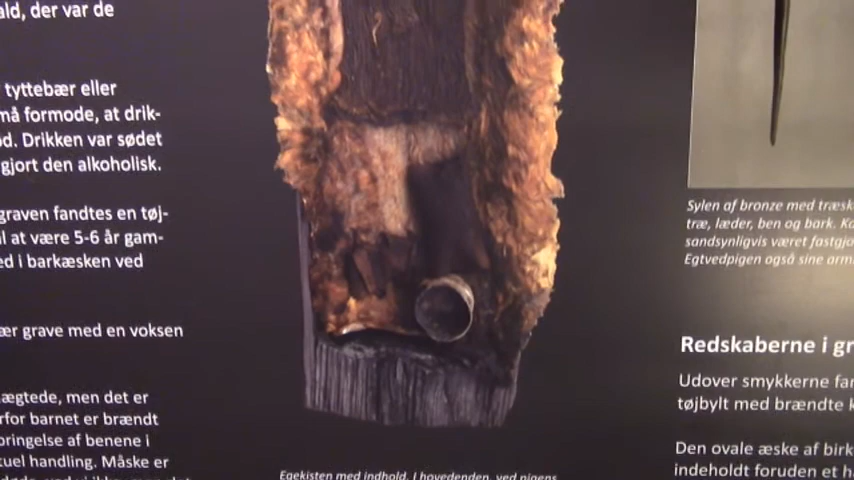 ald, der var de
tyttebær eller
må formode, at drik-
od. Drikken var sødet
gjort den alkoholisk.
graven fandtes en tøj-
al at være 5-6 år gam-
ed i barkæsken ved
ær grave med en voksen
ægtede, men det er
rfor barnet er brændt
bringelse af benene i
tuel handling. Måske er
Egekisten med indhold. I hovedenden, ved pigens
Sylen af bronze med træsk
træ, læder, ben og bark. Ka
sandsynligvis været fastgjo
Egtvedpigen også sine arm
Redskaberne i gr
Udover smykkerne far
tøjbylt med brændte k
Den ovale æske af birk
indeholdt foruden et h